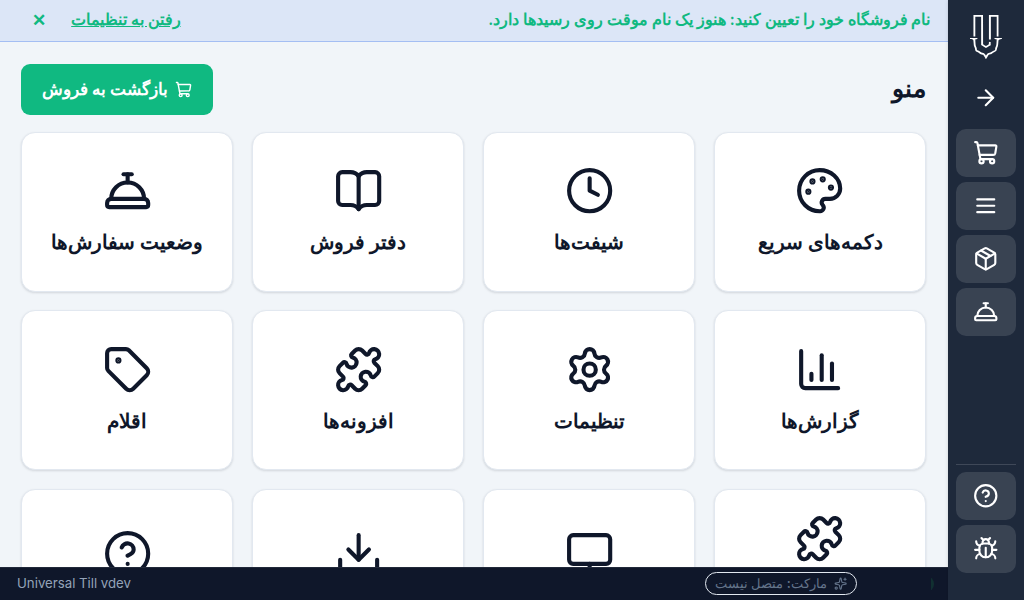 نام فروشگاه خود را تعیین کنید: هنوز یک نام موقت روی رسیدها دارد.
رفتن به تنظیمات
منو
بازگشت به فروش
دکمه‌های سریع
شیفت‌ها
دفتر فروش
وضعیت سفارش‌ها
گزارش‌ها
تنظیمات
افزونه‌ها
اقلام
مارکت: متصل نیست
Universal Till vdev